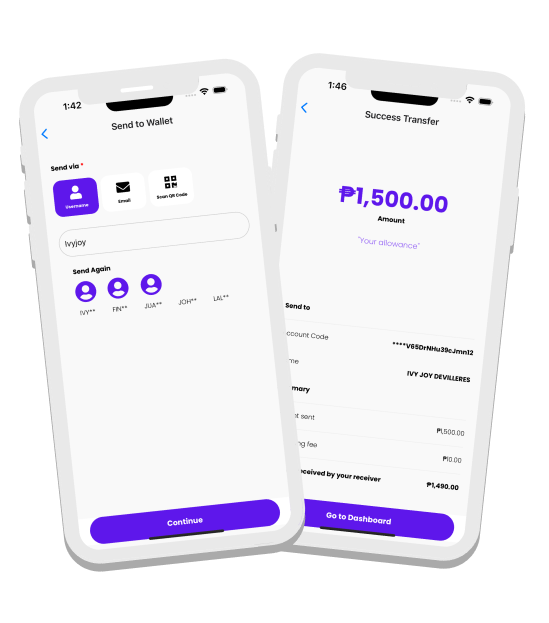 1:42
Send to Wallet
Send via *
Username
Email
Scan QR Code
Ivyjoy
Send Again
IVY**
FIN**
JUA**
JOH**
LAL**
Continue
1:46
Success Transfer
₱1,500.00
Amount
"Your allowance"
Send to
ccount Code ****V65DrNHu39cJmn12
me IVY JOY DEVILLERES
mary
t sent ₱1,500.00
ng fee ₱10.00
eceived by your receiver ₱1,490.00
Go to Dashboard